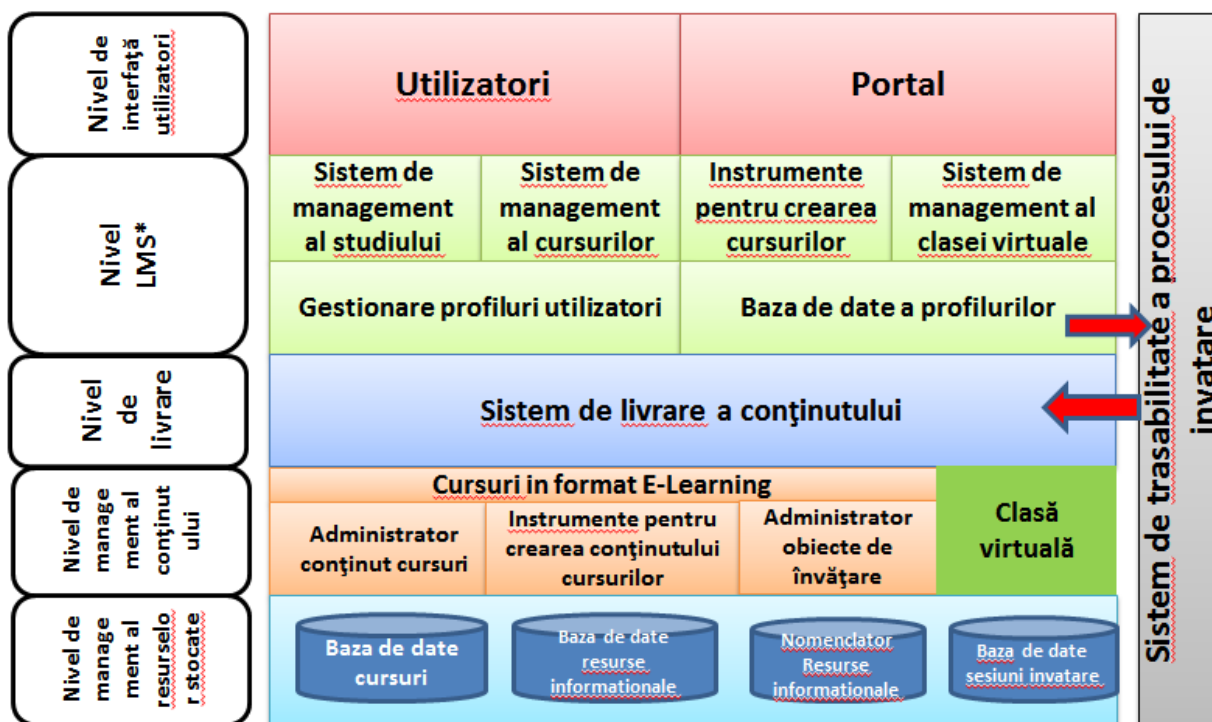 Nivel de
interfaţă
utilizatori
Utilizatori
Portal
Nivel
LMS*
Sistem de
management
al studiului
Sistem de
management
al cursurilor
Instrumente
pentru crearea
cursurilor
Sistem de
management al
clasei virtuale
Gestionare profiluri utilizatori
Baza de date a profilurilor
Nivel
de
livrare
Sistem de livrare a conţinutului
Nivel de
manage
ment al
conţinut
ului
Cursuri in format E-Learning
Administrator
conţinut cursuri
Instrumente pentru
crearea conţinutului
cursurilor
Administrator
obiecte de
învăţare
Clasă
virtuală
Nivel de
manage
ment al
resurselo
r stocate
Baza de date
cursuri
Baza de date
resurse
informationale
Nomenclator
Resurse
informationale
Baza de date
sesiuni invatare
Sistem de trasabilitate a procesului de
invatare